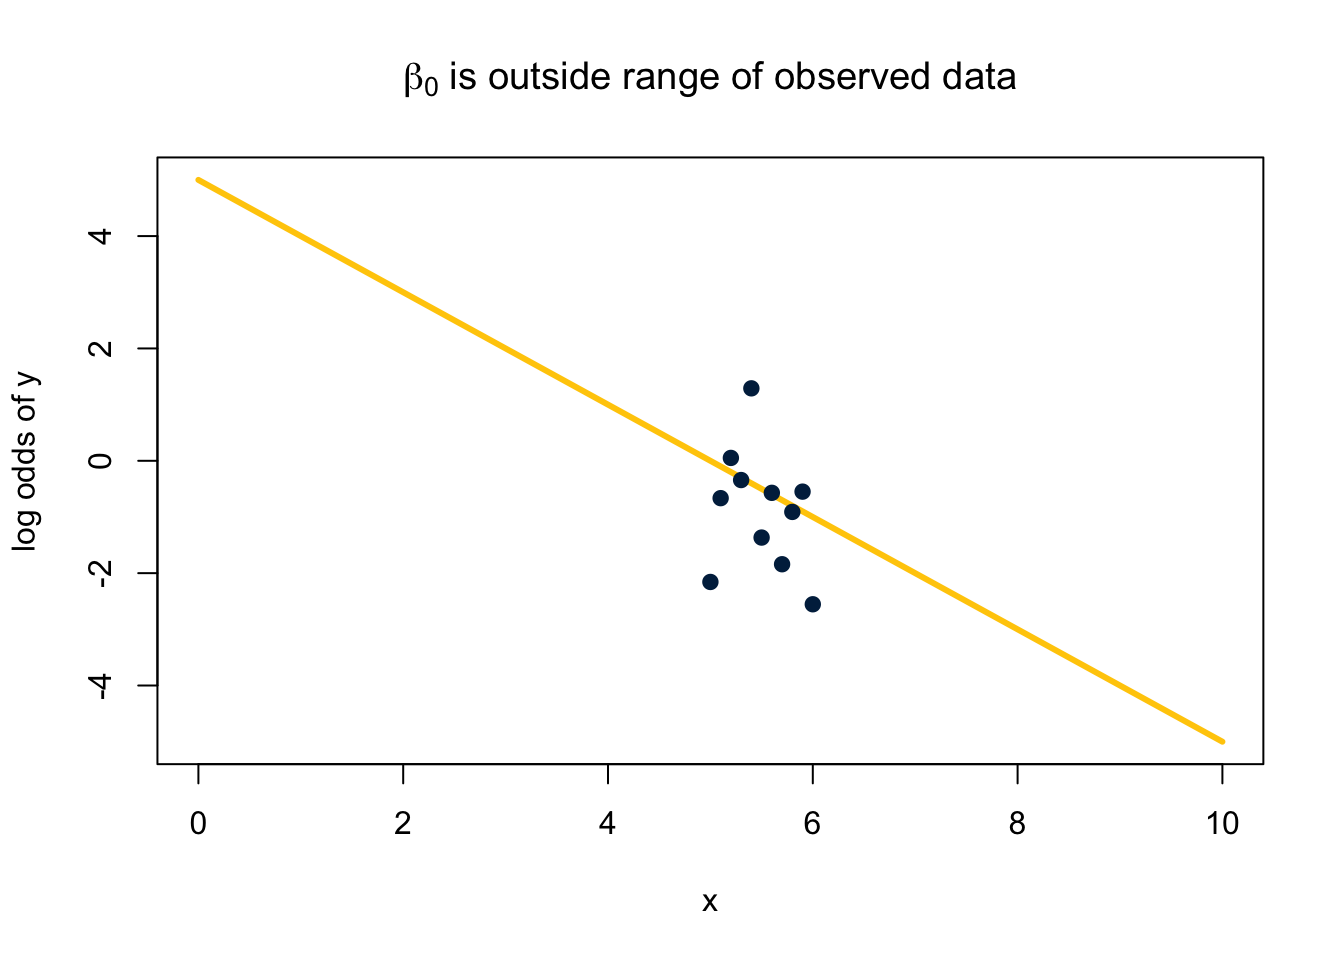 β₀ is outside range of observed data
log odds of y
4
2
0
-2
-4
0 2 4 6 8 10
x